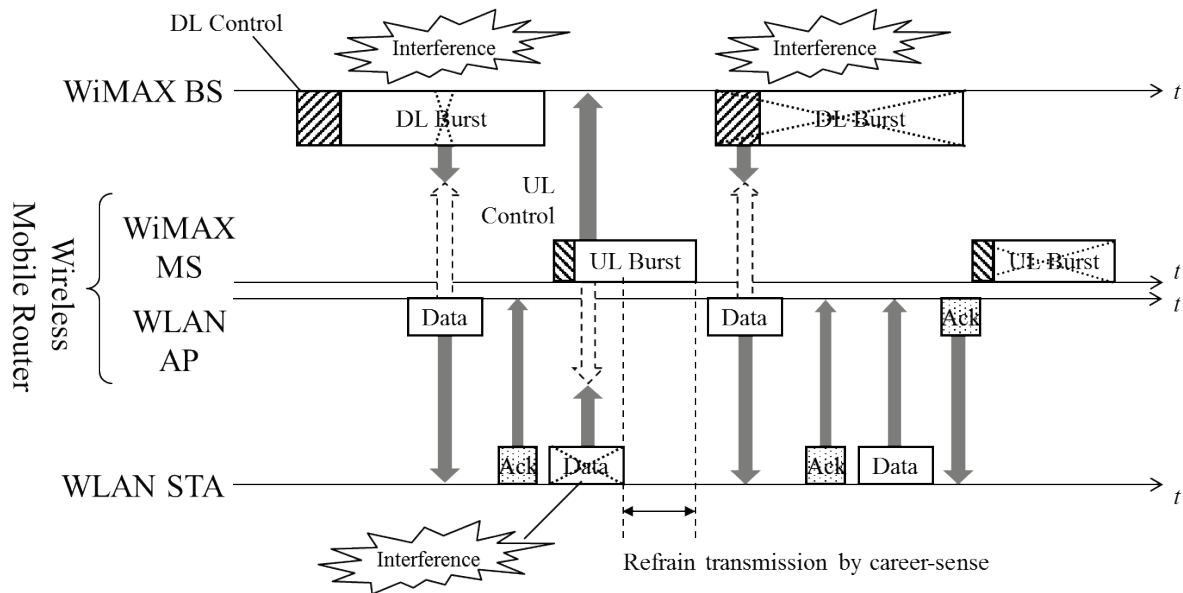 DL Control
Interference
Interference
WiMAX BS
t
DL Burst
DL Burst
UL
Control
Wireless
Mobile Router
WiMAX
MS
UL Burst
UL Burst
t
t
WLAN
AP
Data
Data
Ack
Ack
Data
Ack
Data
WLAN STA
t
Interference
Refrain transmission by career-sense